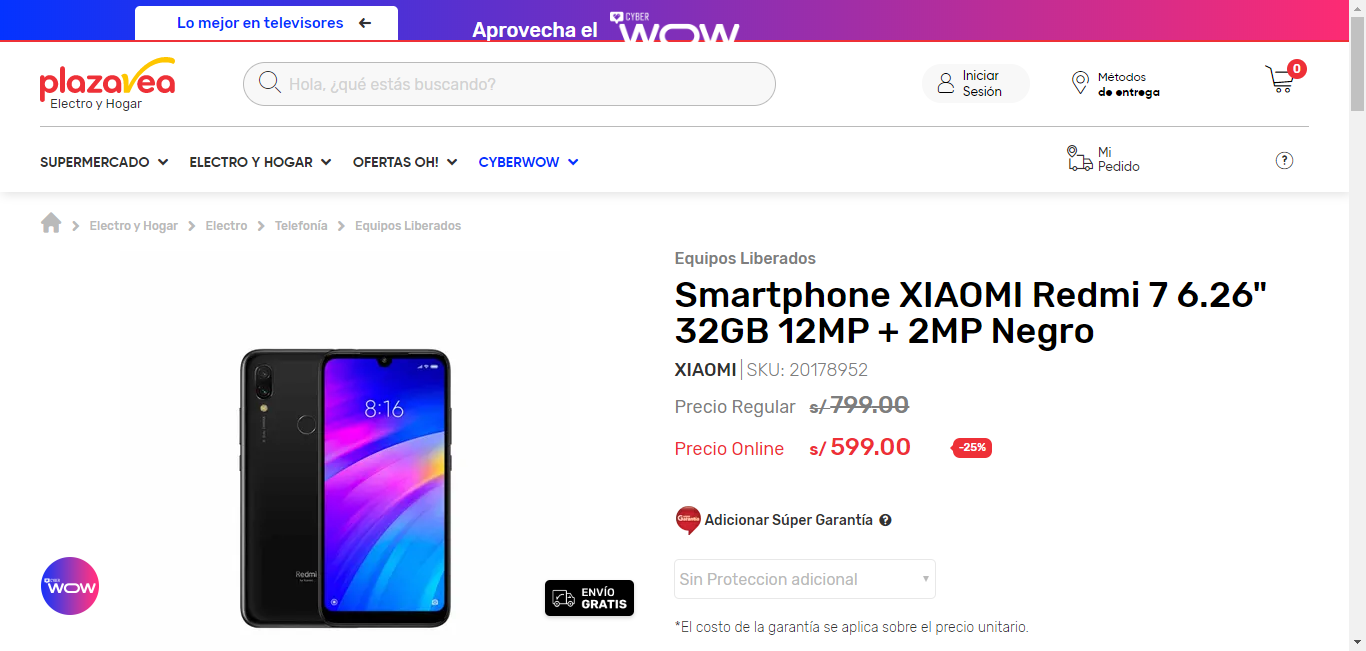 Lo mejor en televisores
Aprovecha el CYBER WOW
plazavea
Electro y Hogar
Hola, ¿qué estás buscando?
Iniciar
Sesión
Métodos
de entrega
0
SUPERMERCADO
ELECTRO Y HOGAR
OFERTAS OH!
CYBERWOW
Mi
Pedido
?
Electro y Hogar
Electro
Telefonía
Equipos Liberados
Equipos Liberados
Smartphone XIAOMI Redmi 7 6.26"
32GB 12MP + 2MP Negro
XIAOMI | SKU: 20178952
Precio Regular s/ 799.00
Precio Online s/ 599.00 -25%
8:16
Redmi
CYBER
WOW
ENVÍO
GRATIS
Garantía
Adicionar Súper Garantía ?
Sin Proteccion adicional
*El costo de la garantía se aplica sobre el precio unitario.